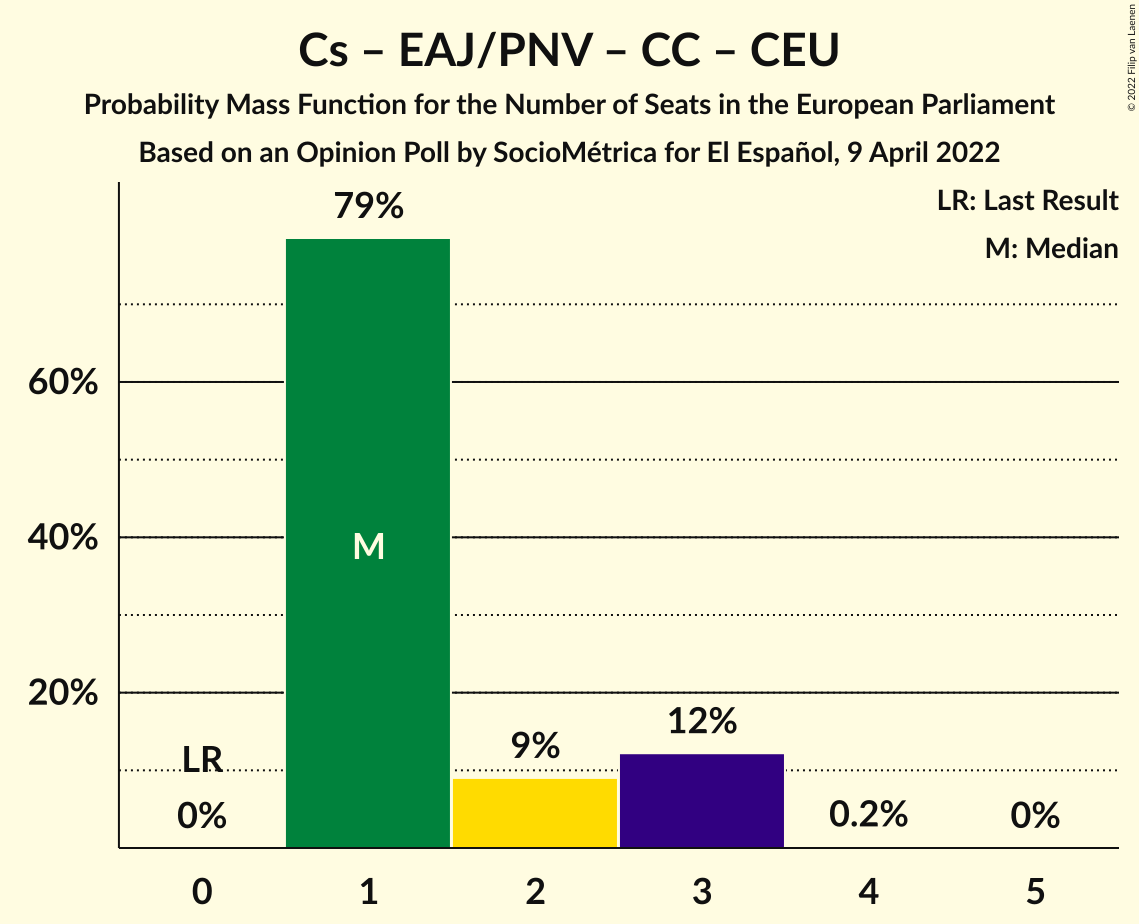 Cs – EAJ/PNV – CC – CEU
Probability Mass Function for the Number of Seats in the European Parliament
Based on an Opinion Poll by SocioMétrica for El Español, 9 April 2022
© 2022 Filip van Laenen
LR: Last Result
M: Median
79%
60%
40%
20%
M
LR
0%
9%
12%
0.2%
0%
0 1 2 3 4 5